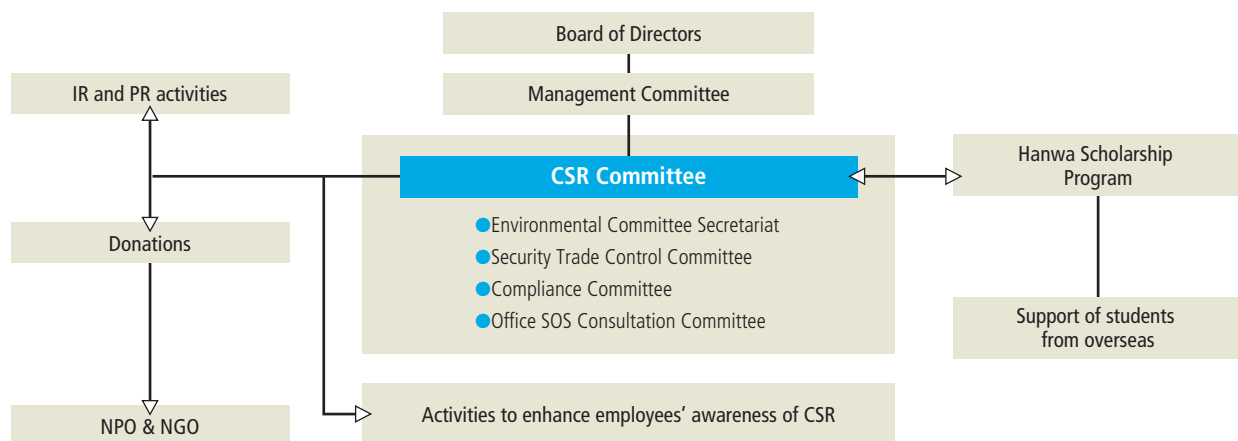 Board of Directors
Management Committee
IR and PR activities
CSR Committee
Hanwa Scholarship
Program
●Environmental Committee Secretariat
●Security Trade Control Committee
●Compliance Committee
●Office SOS Consultation Committee
Donations
Support of students
from overseas
NPO & NGO
Activities to enhance employees’ awareness of CSR